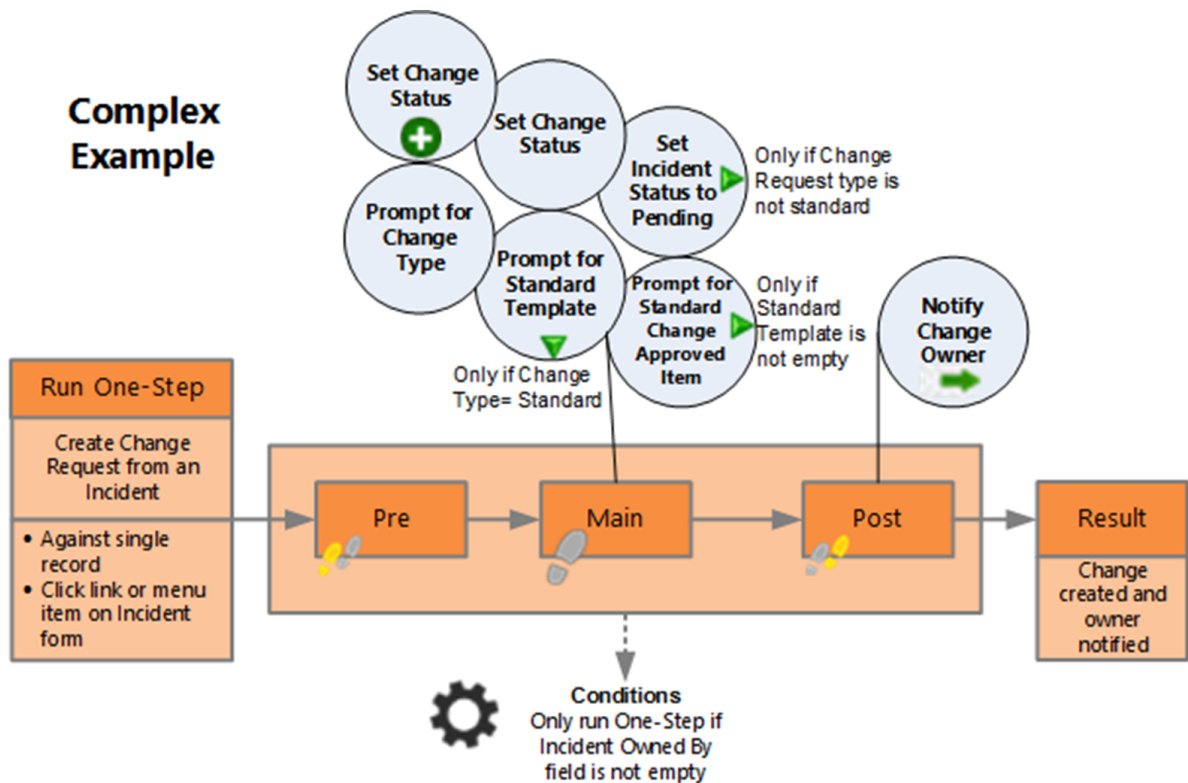 Complex
Example
Set Change
Status
Set Change
Status
Set
Incident
Status to
Pending
Only if Change
Request type is
not standard
Prompt for
Change
Type
Prompt for
Standard
Template
Only if Change
Type= Standard
Prompt for
Standard
Change
Approved
Item
Only if
Standard
Template is
not empty
Notify
Change
Owner
Run One-Step
Create Change
Request from an
Incident
• Against single
record
• Click link or menu
item on Incident
form
Pre
Main
Post
Result
Change
created and
owner
notified
Conditions
Only run One-Step if
Incident Owned By
field is not empty